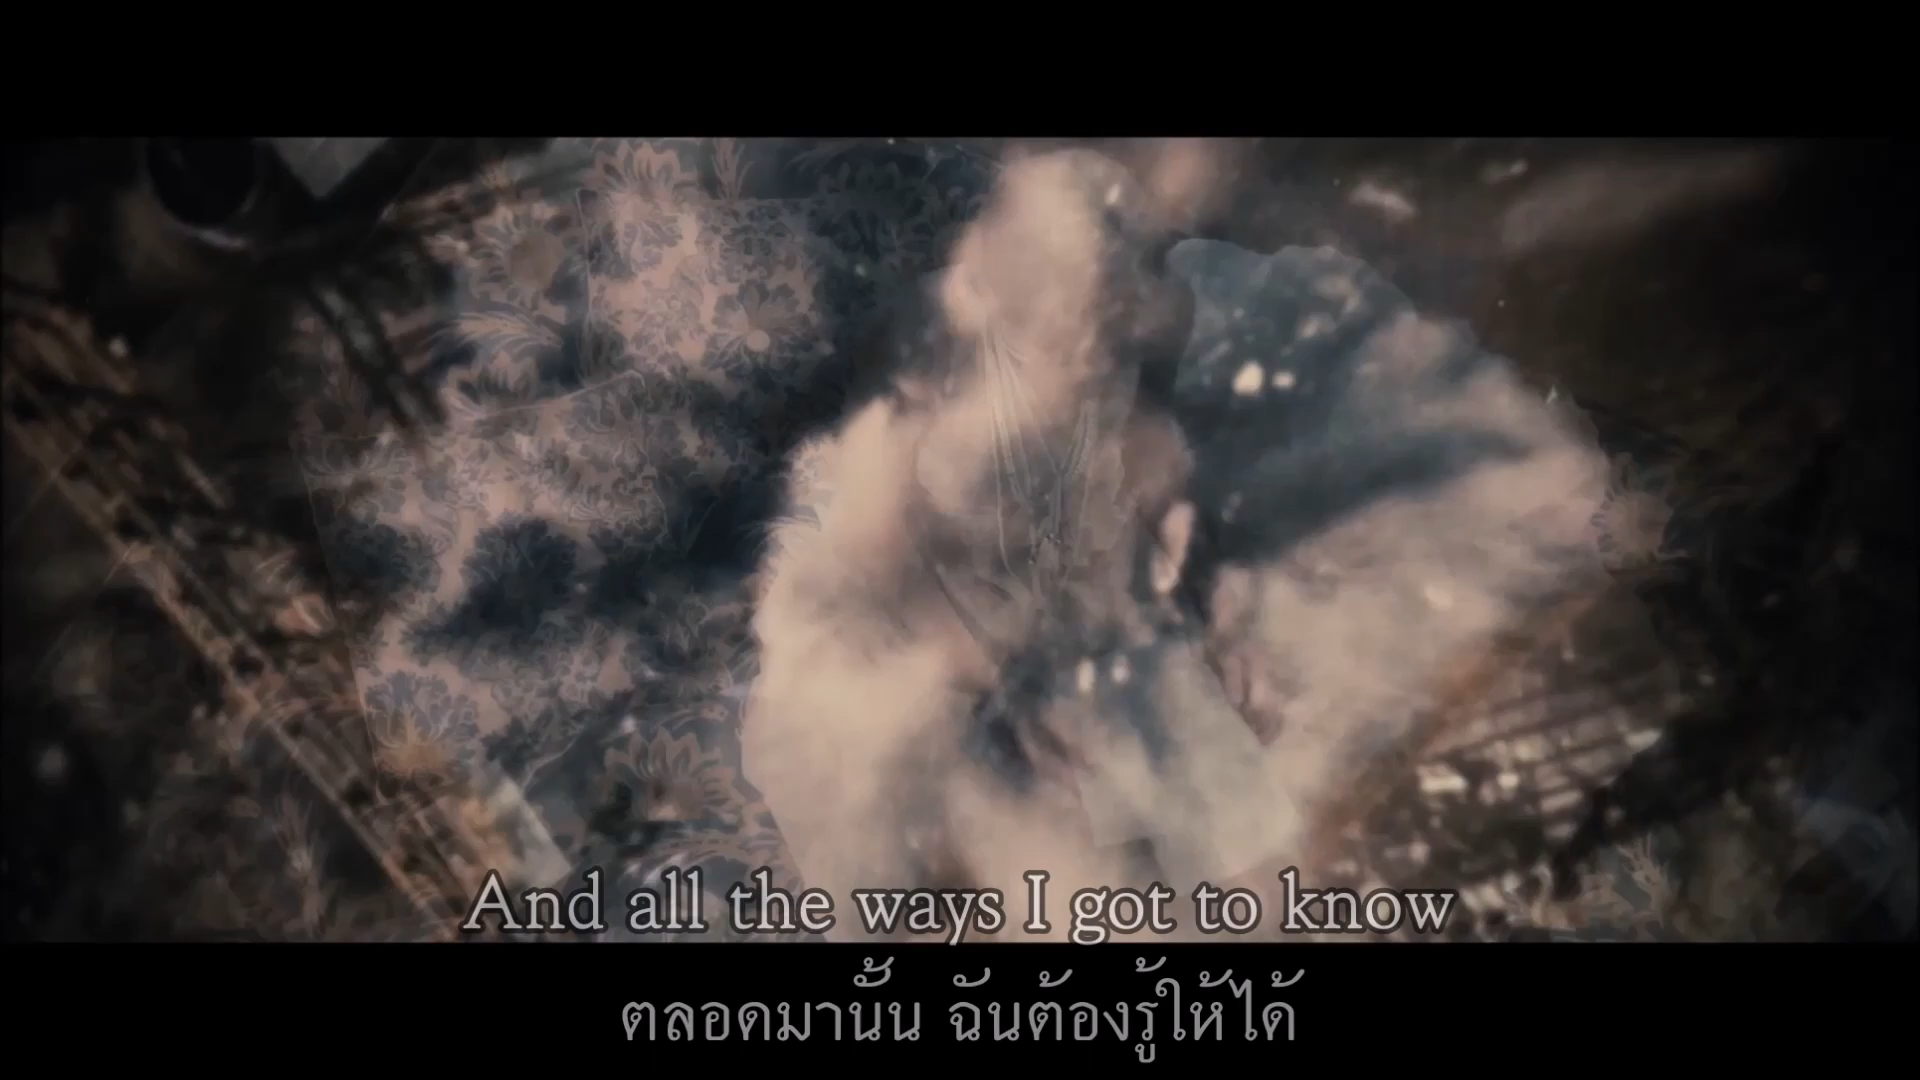 And all the ways I got to know
ตลอดมานั้น ฉันต้องรู้ให้ได้